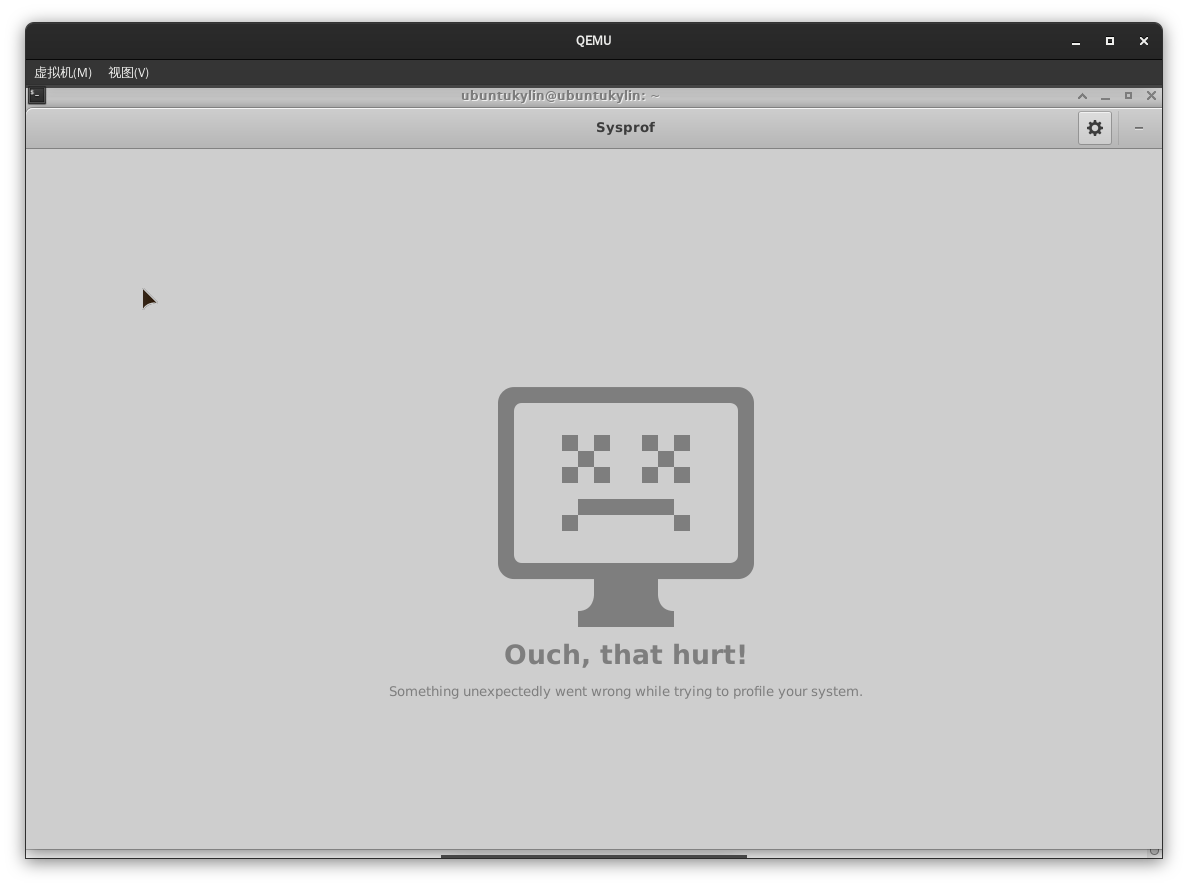 QEMU
虚拟机(M) 视图(V)
ubuntukylin@ubuntukylin: ~
Sysprof
Ouch, that hurt!
Something unexpectedly went wrong while trying to profile your system.